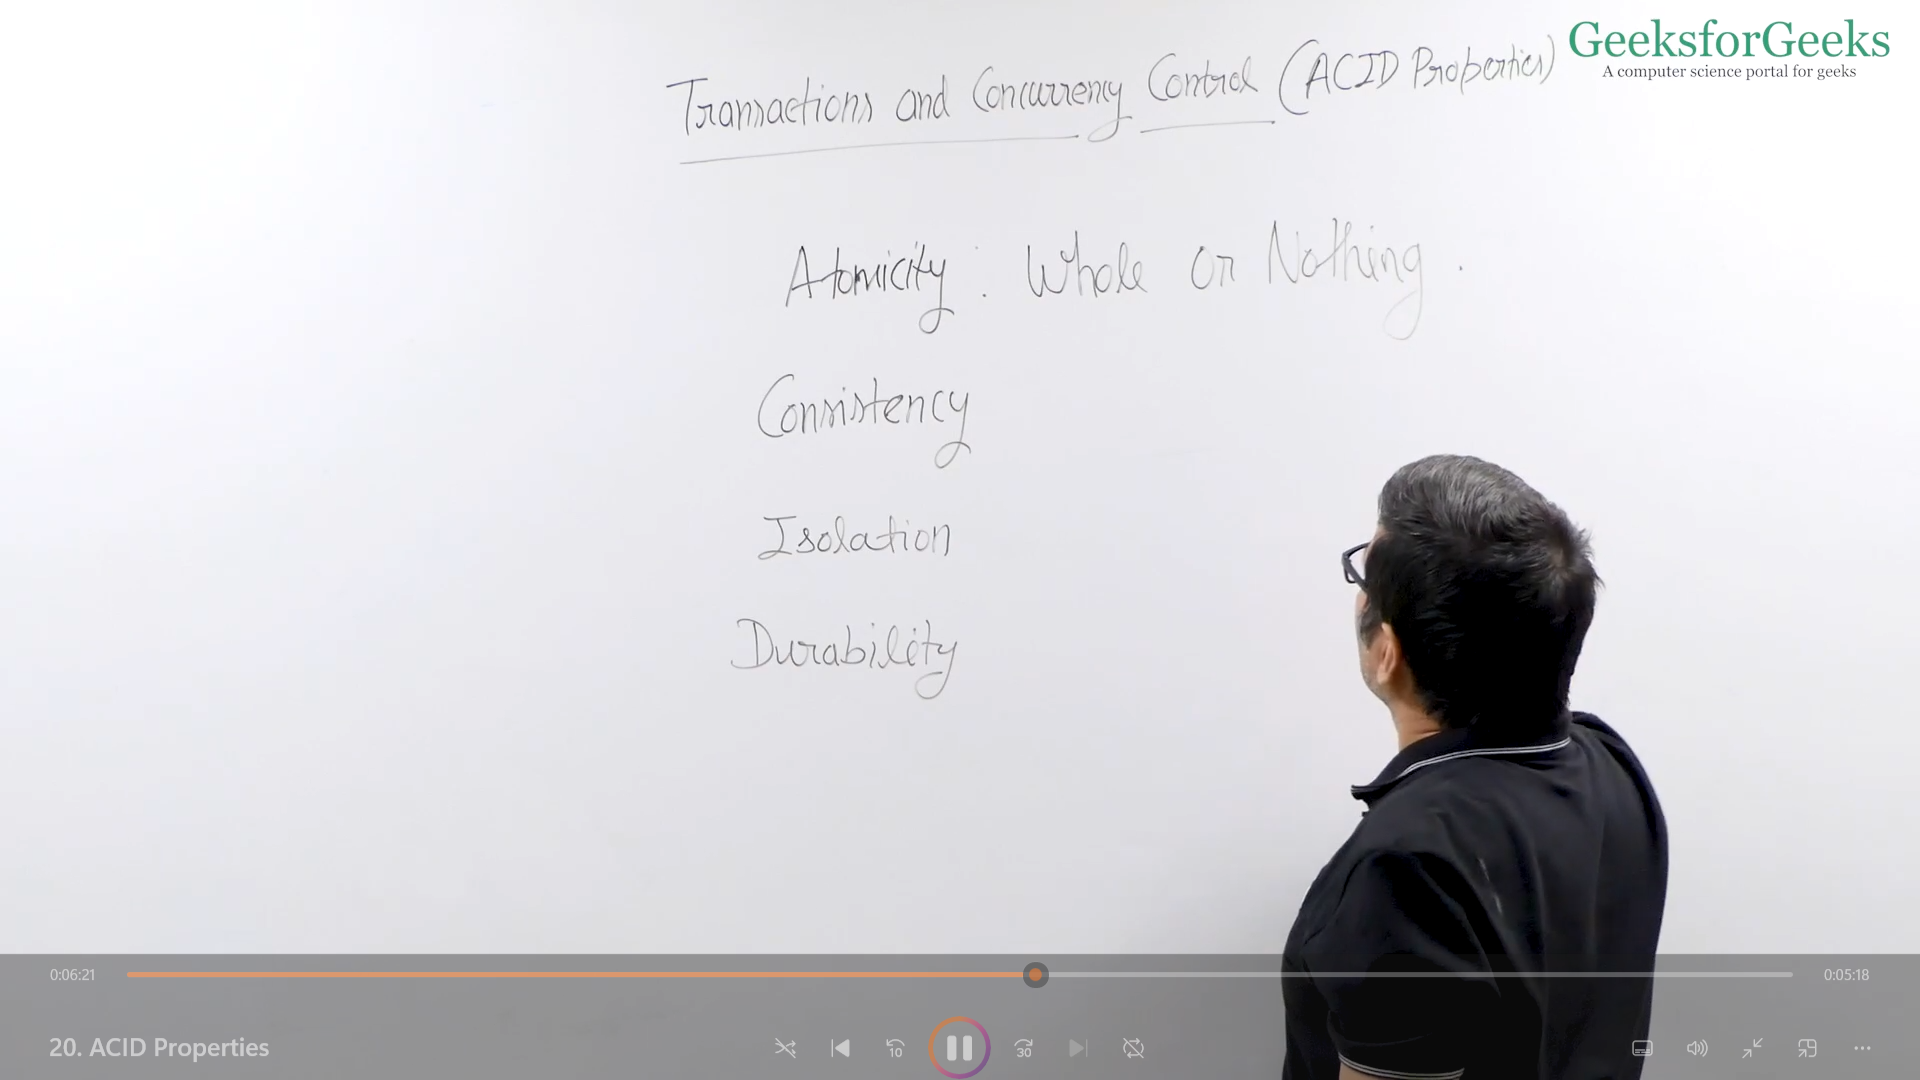 GeeksforGeeks
A computer science portal for geeks
Transactions and Concurrency Control (ACID Properties)
Atomicity : Whole or Nothing .
Consistency
Isolation
Durability
0:06:21
0:05:18
20. ACID Properties
10
30